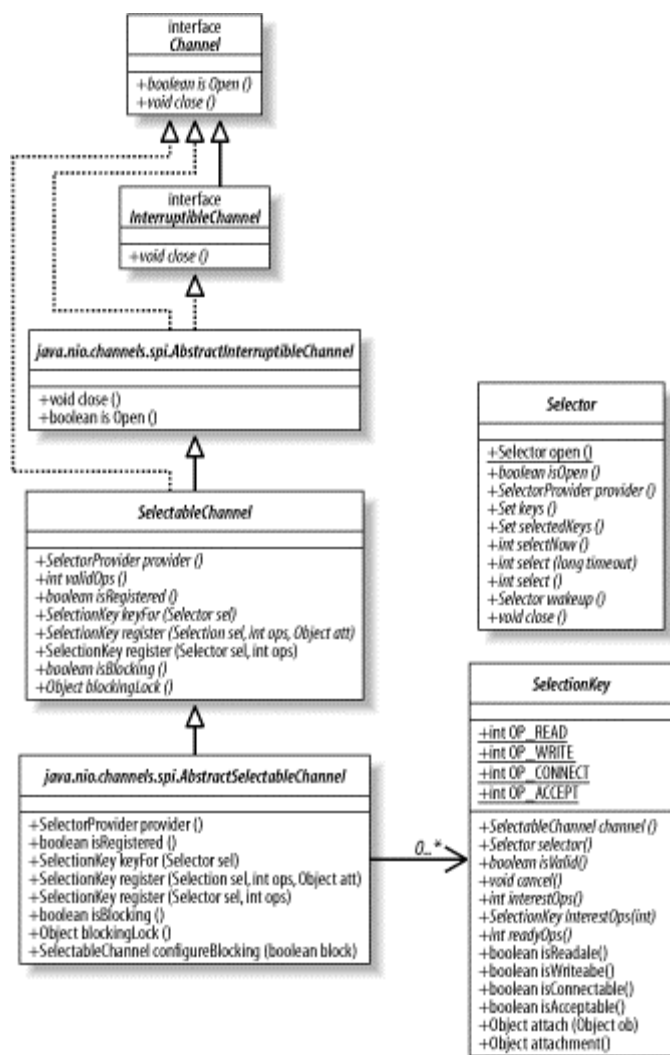 interface
Channel
+boolean is Open ()
+void close ()
interface
InterruptibleChannel
+void close ()
java.nio.channels.spi.AbstractInterruptibleChannel
+void close ()
+boolean is Open ()
Selector
+Selector open ()
+boolean isOpen ()
+SelectorProvider provider ()
+Set keys ()
+Set selectedKeys ()
+int selectNow ()
+int select (long timeout)
+int select ()
+Selector wakeup ()
+void close ()
SelectableChannel
+SelectorProvider provider ()
+int validOps ()
+boolean isRegistered ()
+SelectionKey keyFor (Selector sel)
+SelectionKey register (Selection sel, int ops, Object att)
+SelectionKey register (Selector sel, int ops)
+boolean isBlocking ()
+Object blockingLock ()
java.nio.channels.spi.AbstractSelectableChannel
+SelectorProvider provider ()
+boolean isRegistered ()
+SelectionKey keyFor (Selector sel)
+SelectionKey register (Selection sel, int ops, Object att)
+SelectionKey register (Selector sel, int ops)
+boolean isBlocking ()
+Object blockingLock ()
+SelectableChannel configureBlocking (boolean block)
0...*
SelectionKey
+int OP_READ
+int OP_WRITE
+int OP_CONNECT
+int OP_ACCEPT
+SelectableChannel channel ()
+Selector selector()
+boolean isValid()
+void cancel()
+int interestOps()
+SelectionKey InterestOps(int)
+int readyOps()
+boolean isReadale()
+boolean isWriteabe()
+boolean isConnectable()
+boolean isAcceptable()
+Object attach (Object ob)
+Object attachment()